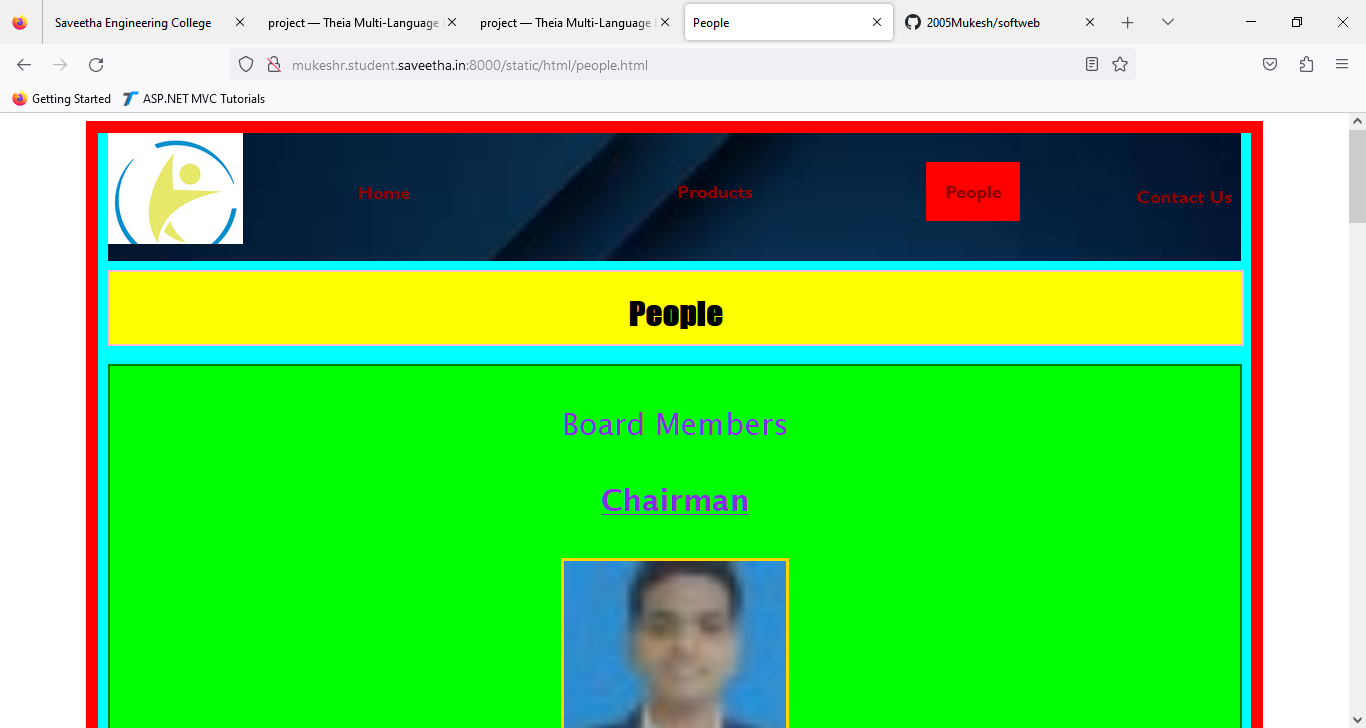 Saveetha Engineering College
project — Theia Multi-Language
project — Theia Multi-Language
People
2005Mukesh/softweb
mukeshr.student.saveetha.in:8000/static/html/people.html
Getting Started
ASP.NET MVC Tutorials
Home
Products
People
Contact Us
People
Board Members
Chairman